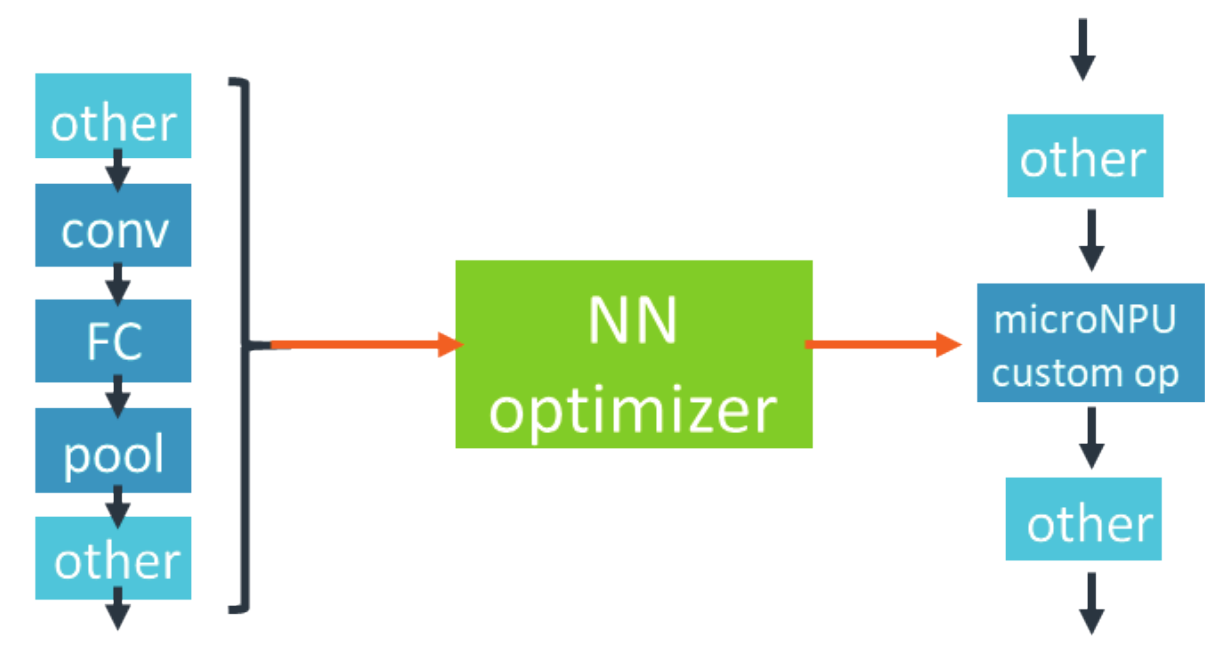 other
conv
FC
pool
other
NN
optimizer
other
microNPU
custom op
other